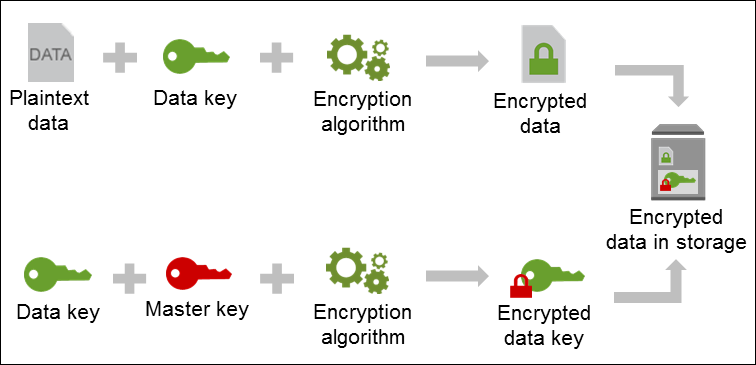 DATA
Plaintext
data
Data key
Encryption
algorithm
Encrypted
data
Encrypted
data in storage
Data key
Master key
Encryption
algorithm
Encrypted
data key